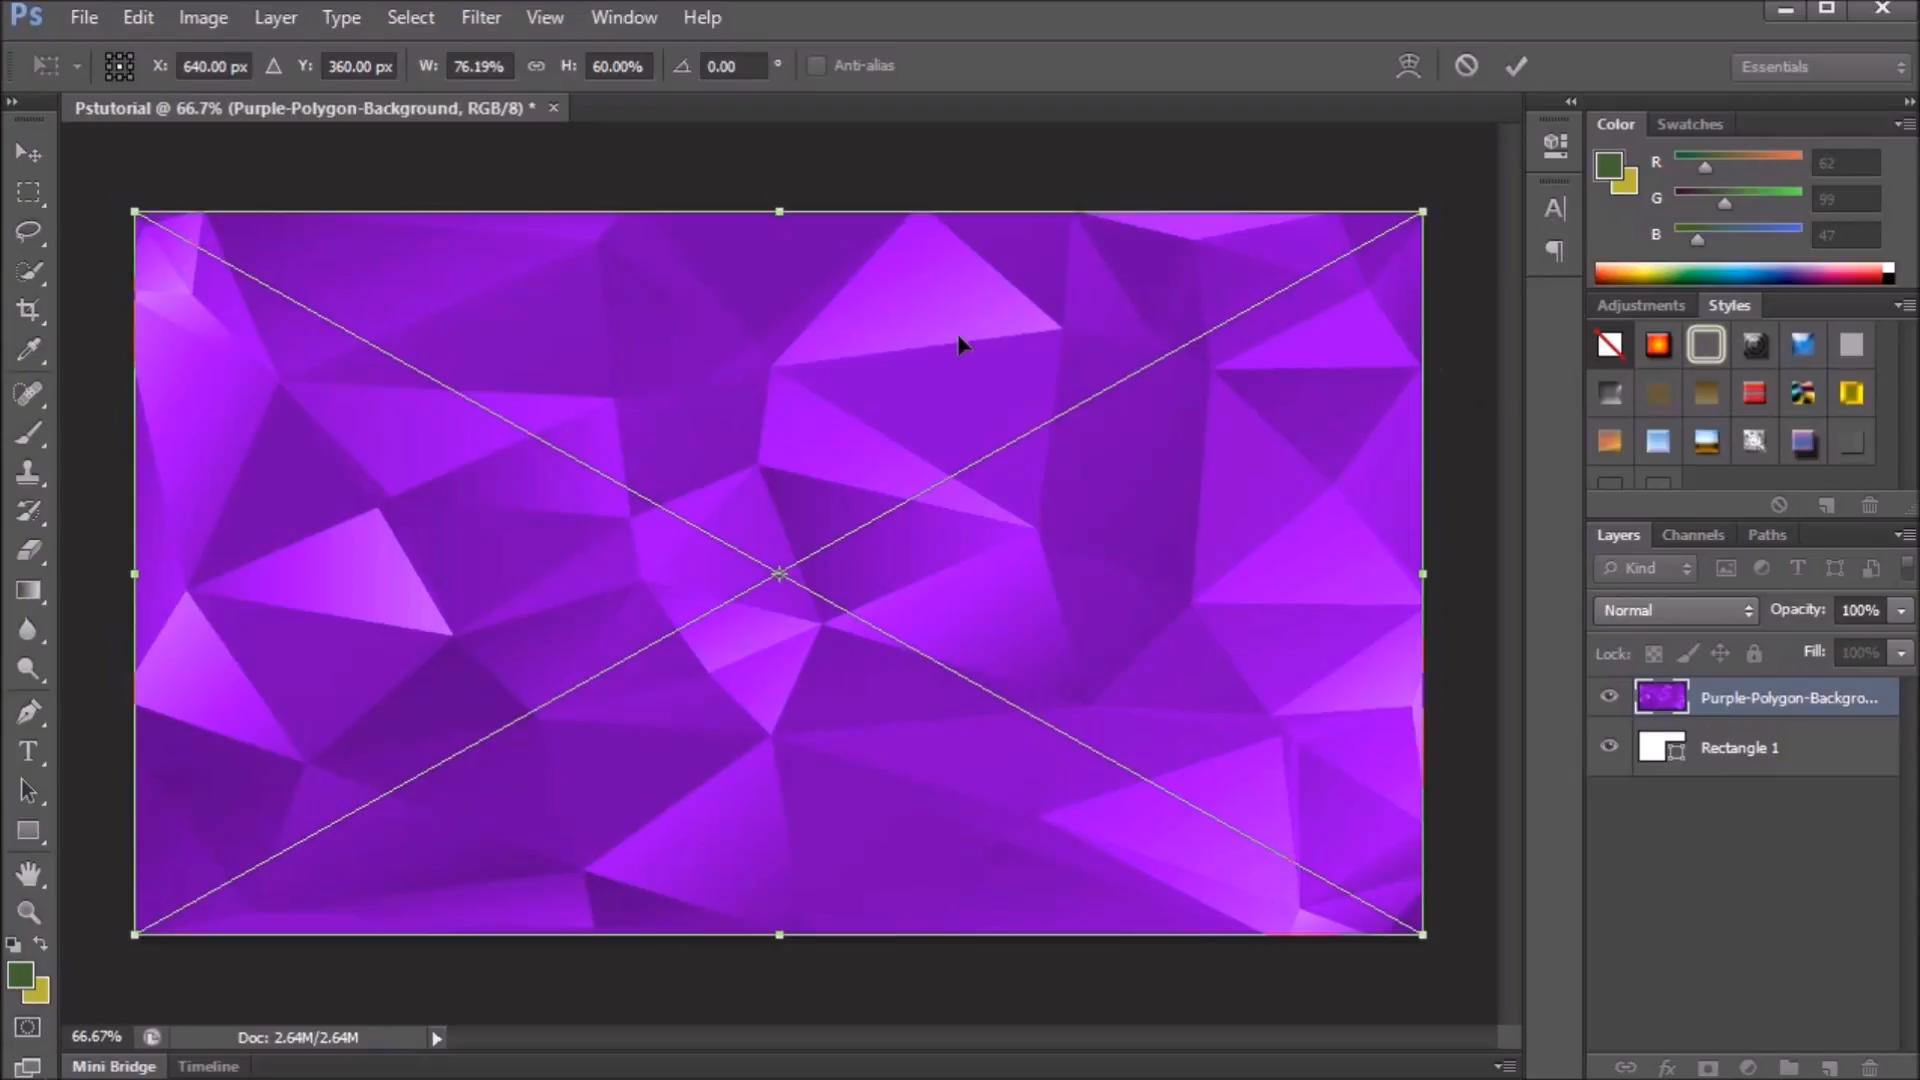 Ps File Edit Image Layer Type Select Filter View Window Help
X: 640.00 px Y: 360.00 px W: 76.19% H: 60.00% 0.00 ° Anti-alias Essentials
Pstutorial @ 66.7% (Purple-Polygon-Background, RGB/8) * ×
Color Swatches
R 62
G 99
B 47
Adjustments Styles
Layers Channels Paths
Kind
Normal Opacity: 100%
Lock: Fill: 100%
Purple-Polygon-Backgro...
Rectangle 1
66.67% Doc: 2.64M/2.64M
Mini Bridge Timeline